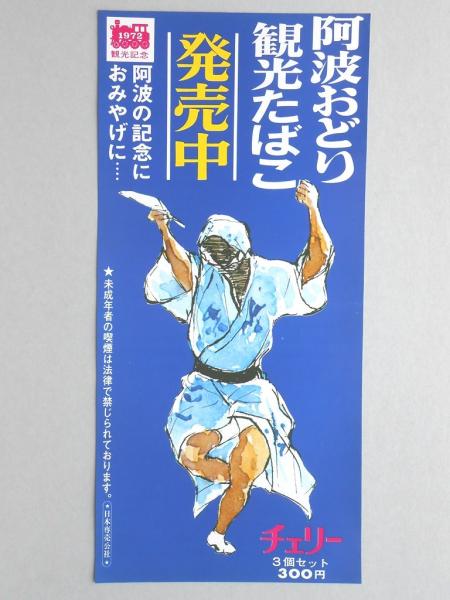 阿波おどり
観光たばこ
発売中
1972
観光記念
阿波の記念に
おみやげに……
★未成年者の喫煙は法律で禁じられております。
★日本専売公社★
チェリー
3個セット
300円